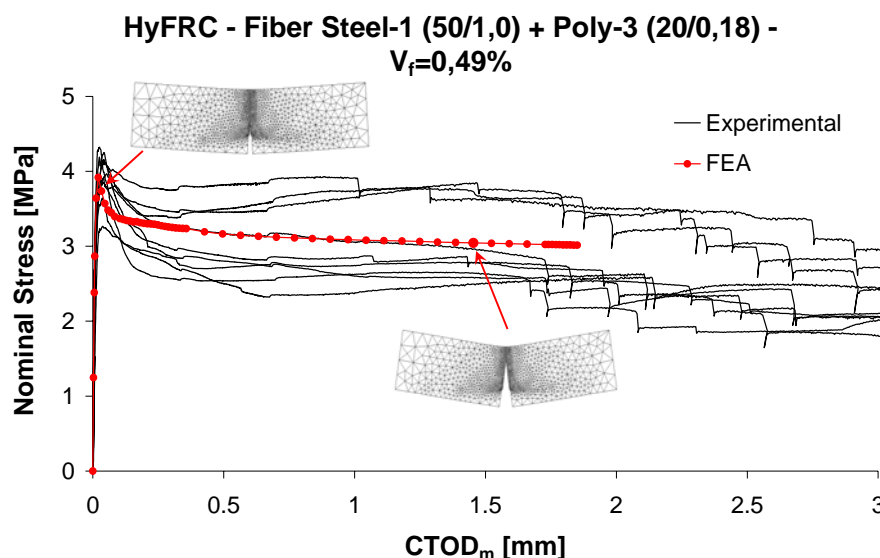 HyFRC - Fiber Steel-1 (50/1,0) + Poly-3 (20/0,18) -
Vf=0,49%
5
4
3
2
1
0
Nominal Stress [MPa]
Experimental
FEA
0
0.5
1
1.5
2
2.5
3
CTODm [mm]